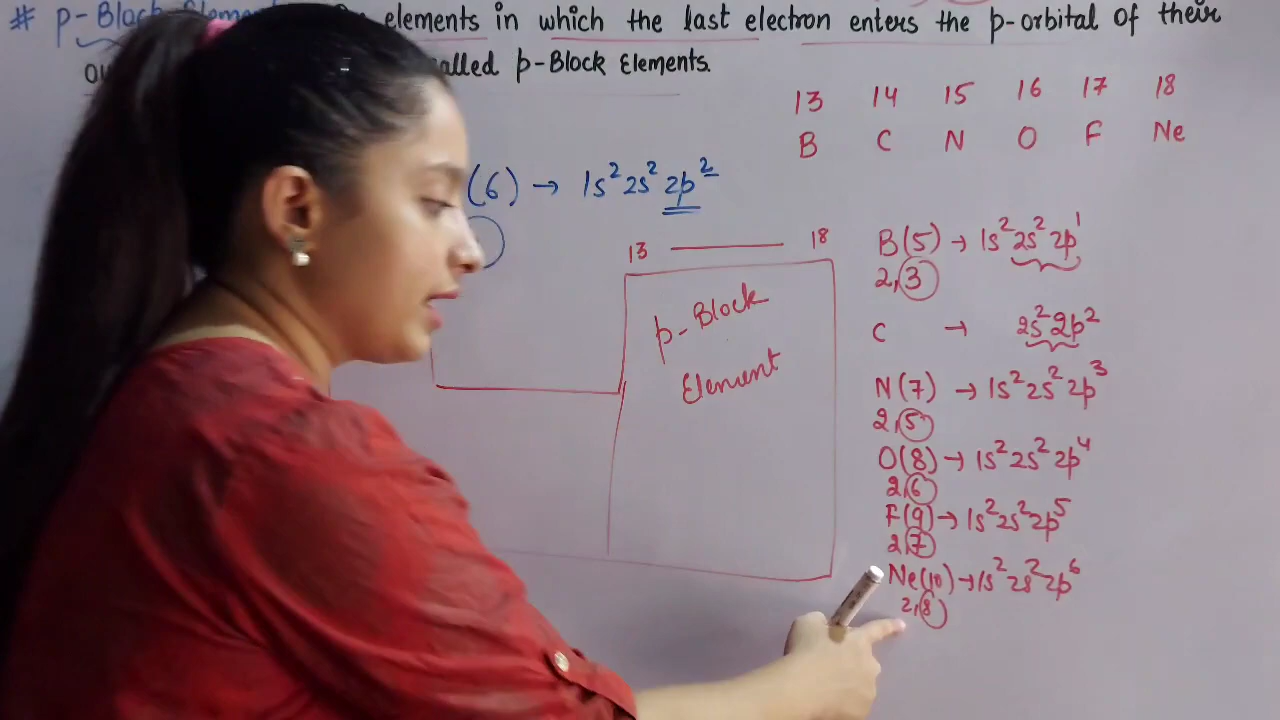 # p-Block elements in which the last electron enters the p-orbital of their
called p-Block Elements.
13 14 15 16 17 18
B C N O F Ne
(6) → 1s² 2s² 2p²
13 — 18
p-Block
Element
B(5) → 1s² 2s² 2p¹
2,3
C → 2s² 2p²
N(7) → 1s² 2s² 2p³
2,5
O(8) → 1s² 2s² 2p⁴
2,6
F(9) → 1s² 2s² 2p⁵
2,7
Ne(10) → 1s² 2s² 2p⁶
2,8